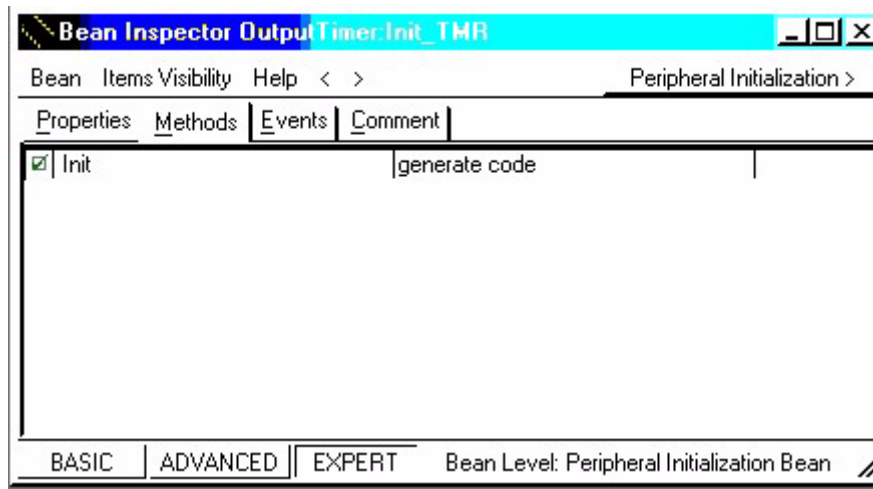 Bean Inspector OutputTimer:Init_TMR
Bean Items Visibility Help < > Peripheral Initialization >
Properties Methods Events Comment
Init generate code
BASIC ADVANCED EXPERT Bean Level: Peripheral Initialization Bean